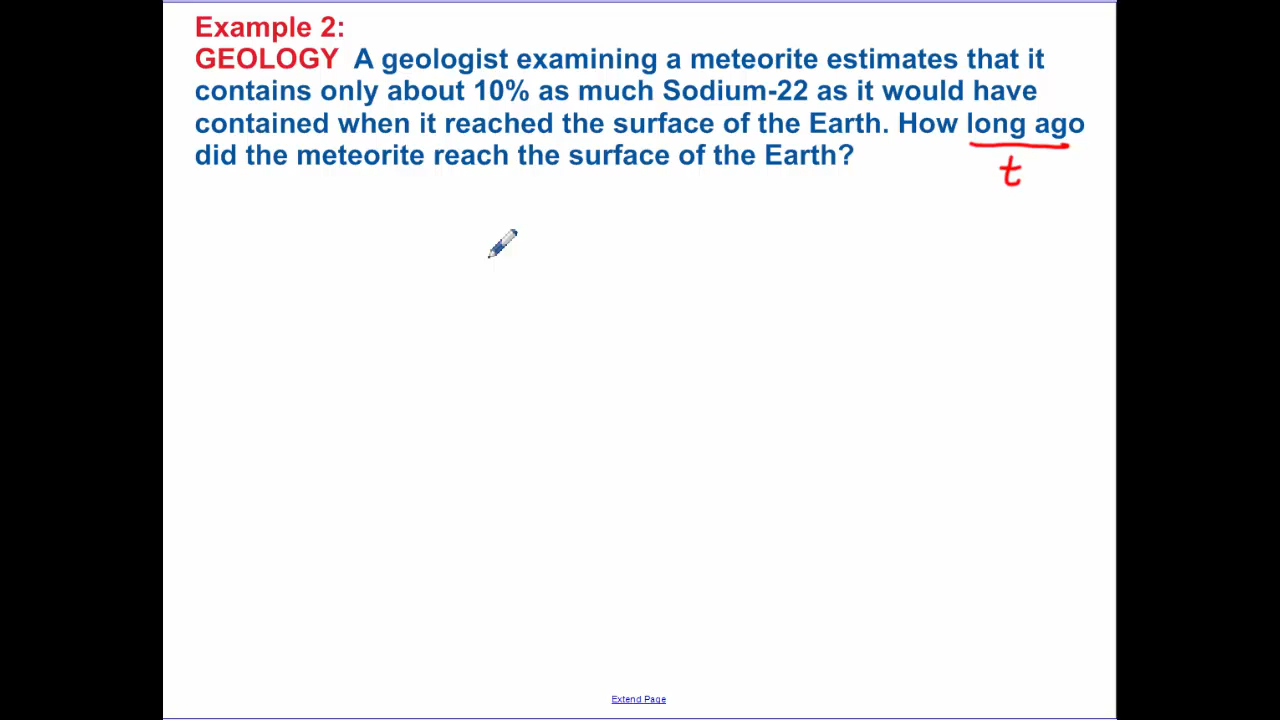 Example 2:
GEOLOGY A geologist examining a meteorite estimates that it
contains only about 10% as much Sodium-22 as it would have
contained when it reached the surface of the Earth. How long ago
did the meteorite reach the surface of the Earth?
t
Extend Page